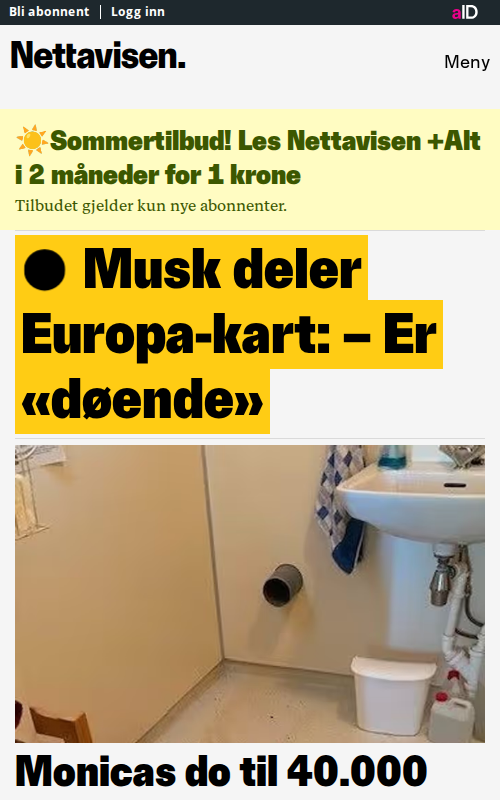 Bli abonnent | Logg inn
aID
Nettavisen.
Meny
☀️Sommertilbud! Les Nettavisen +Alt
i 2 måneder for 1 krone
Tilbudet gjelder kun nye abonnenter.
● Musk deler
Europa-kart: – Er
«døende»
Monicas do til 40.000